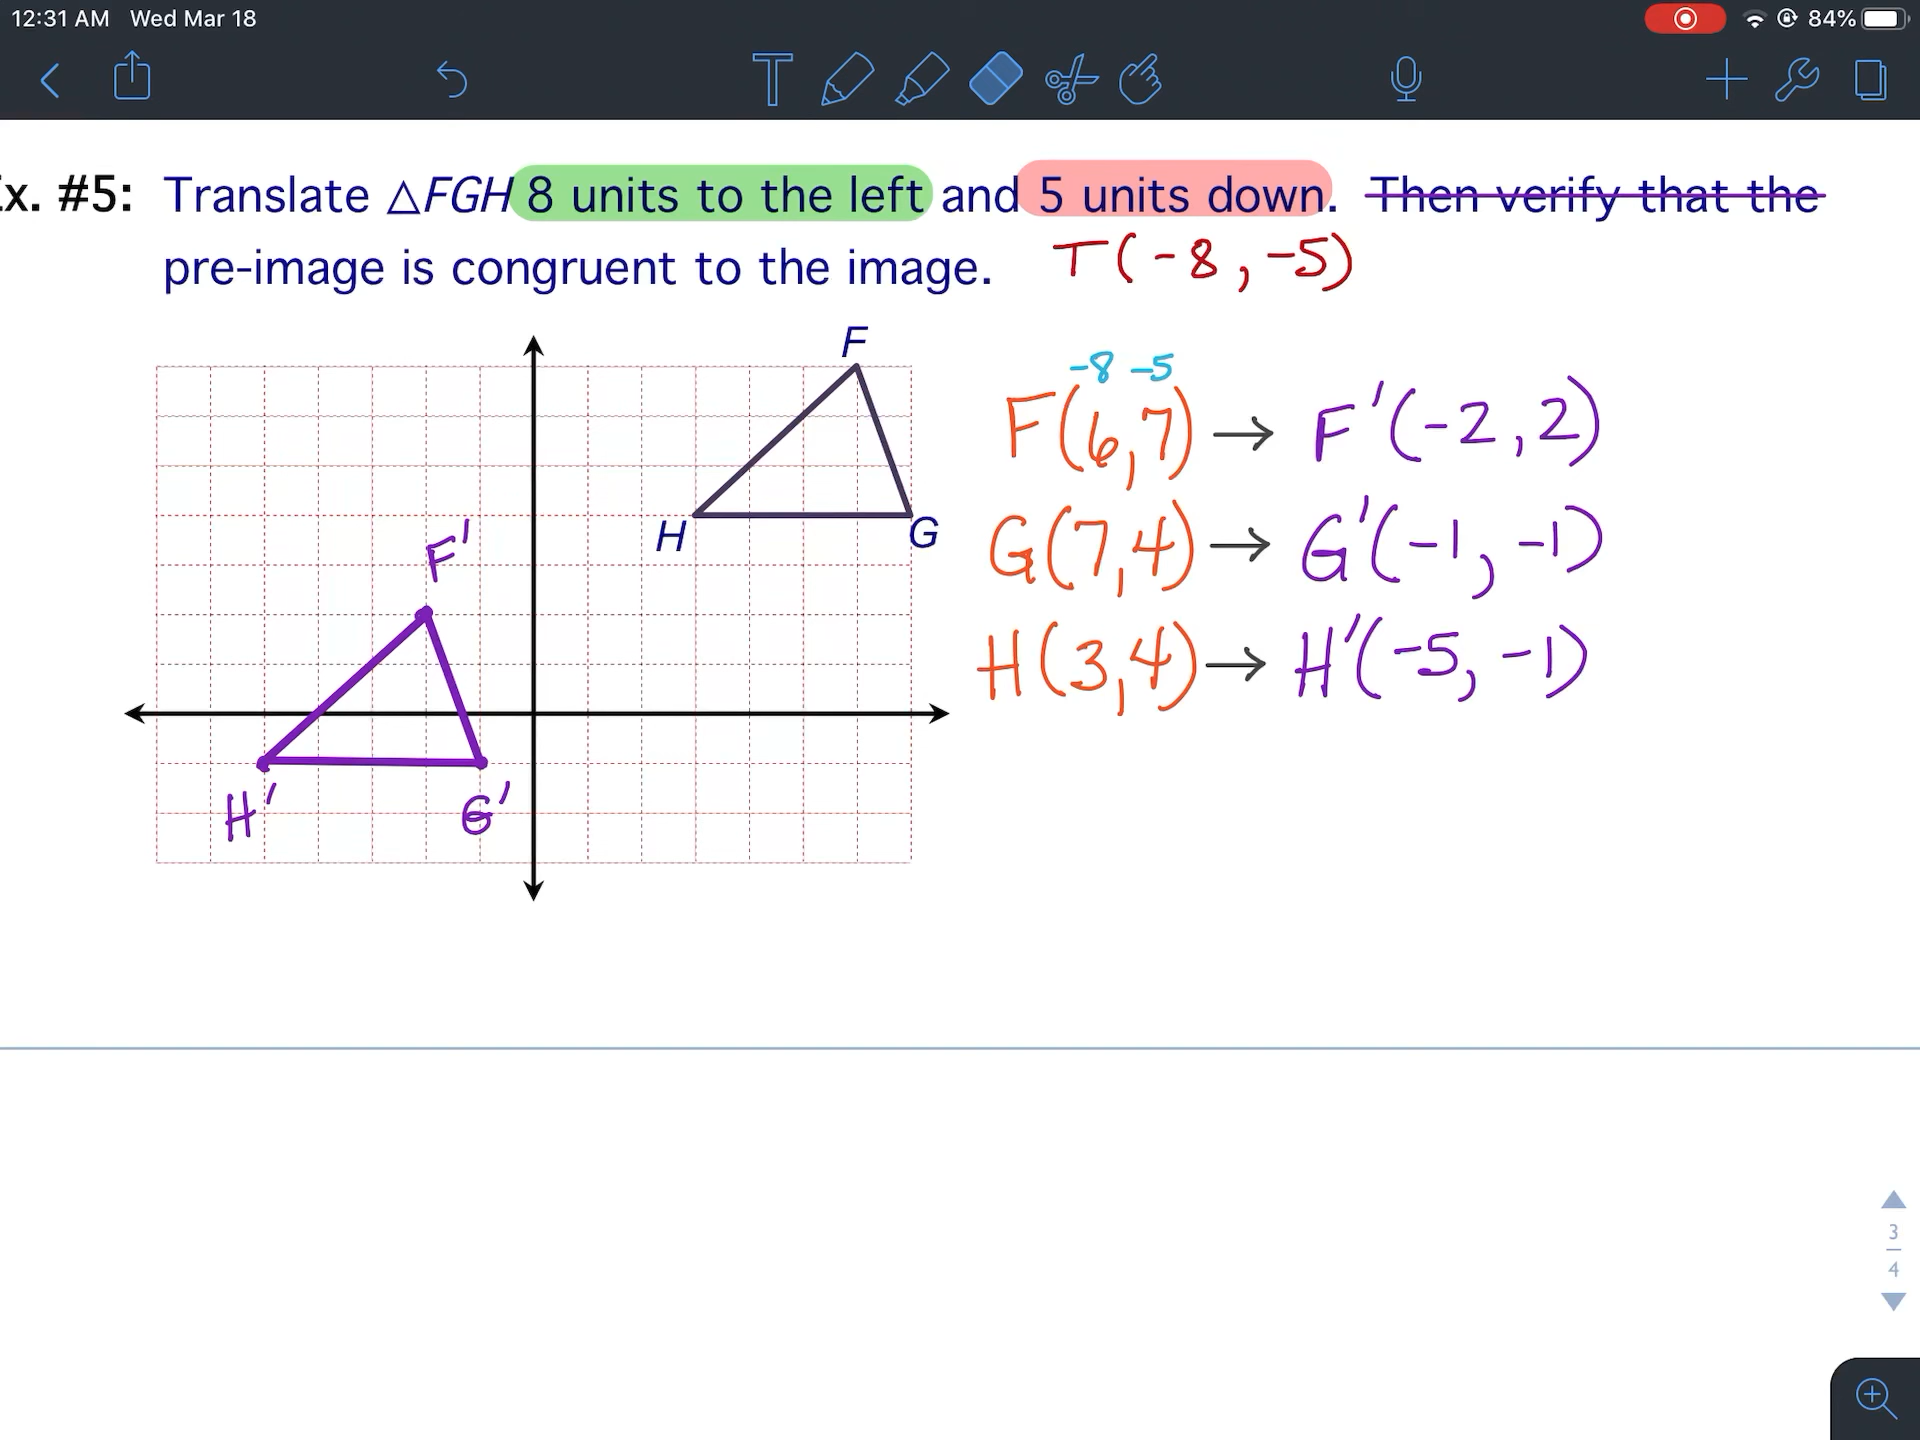 12:31 AM Wed Mar 18
84%
T
x. #5: Translate △FGH 8 units to the left and 5 units down. Then verify that the
pre-image is congruent to the image. T(-8, -5)
F
H
G
F'
H'
G'
-8 -5
F(6,7) → F'(-2, 2)
G(7,4) → G'(-1, -1)
H(3,4) → H'(-5, -1)
3
4